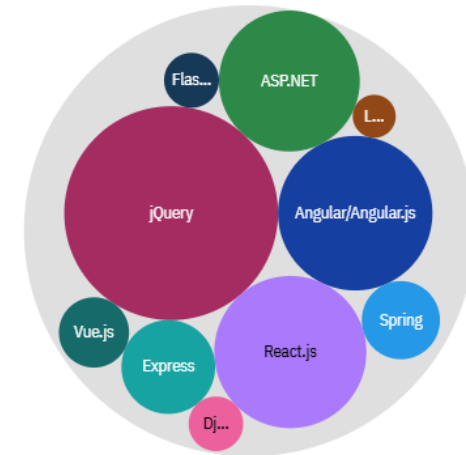 ASP.NET
Flas...
L...
jQuery
Angular/Angular.js
Spring
Vue.js
React.js
Express
Dj...